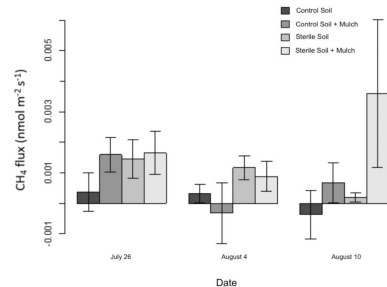 Control Soil
Control Soil + Mulch
Sterile Soil
Sterile Soil + Mulch
CH₄ flux (nmol m⁻² s⁻¹)
0.005
0.003
0.001
-0.001
July 26
August 4
August 10
Date